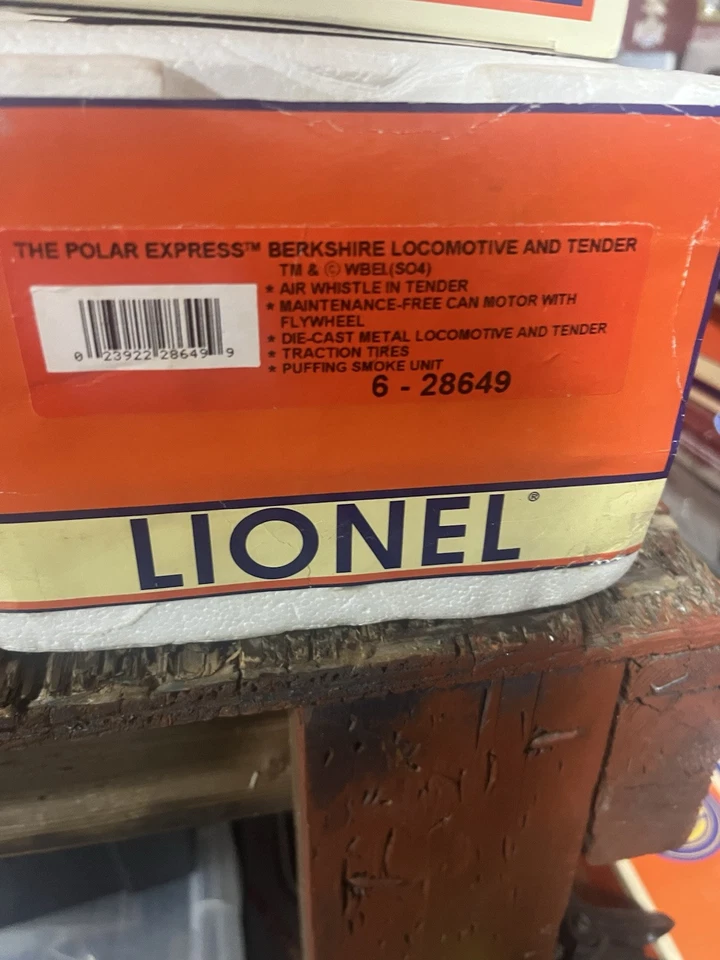 THE POLAR EXPRESS™ BERKSHIRE LOCOMOTIVE AND TENDER
TM & © WBEI(SO4)
* AIR WHISTLE IN TENDER
* MAINTENANCE-FREE CAN MOTOR WITH
FLYWHEEL
* DIE-CAST METAL LOCOMOTIVE AND TENDER
* TRACTION TIRES
* PUFFING SMOKE UNIT
6 - 28649
0 23922 28649 9
LIONEL®